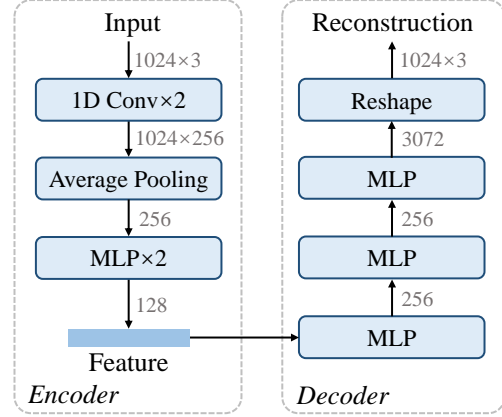 Input
1024×3
1D Conv×2
1024×256
Average Pooling
256
MLP×2
128
Feature
Encoder
Reconstruction
1024×3
Reshape
3072
MLP
256
MLP
256
MLP
Decoder